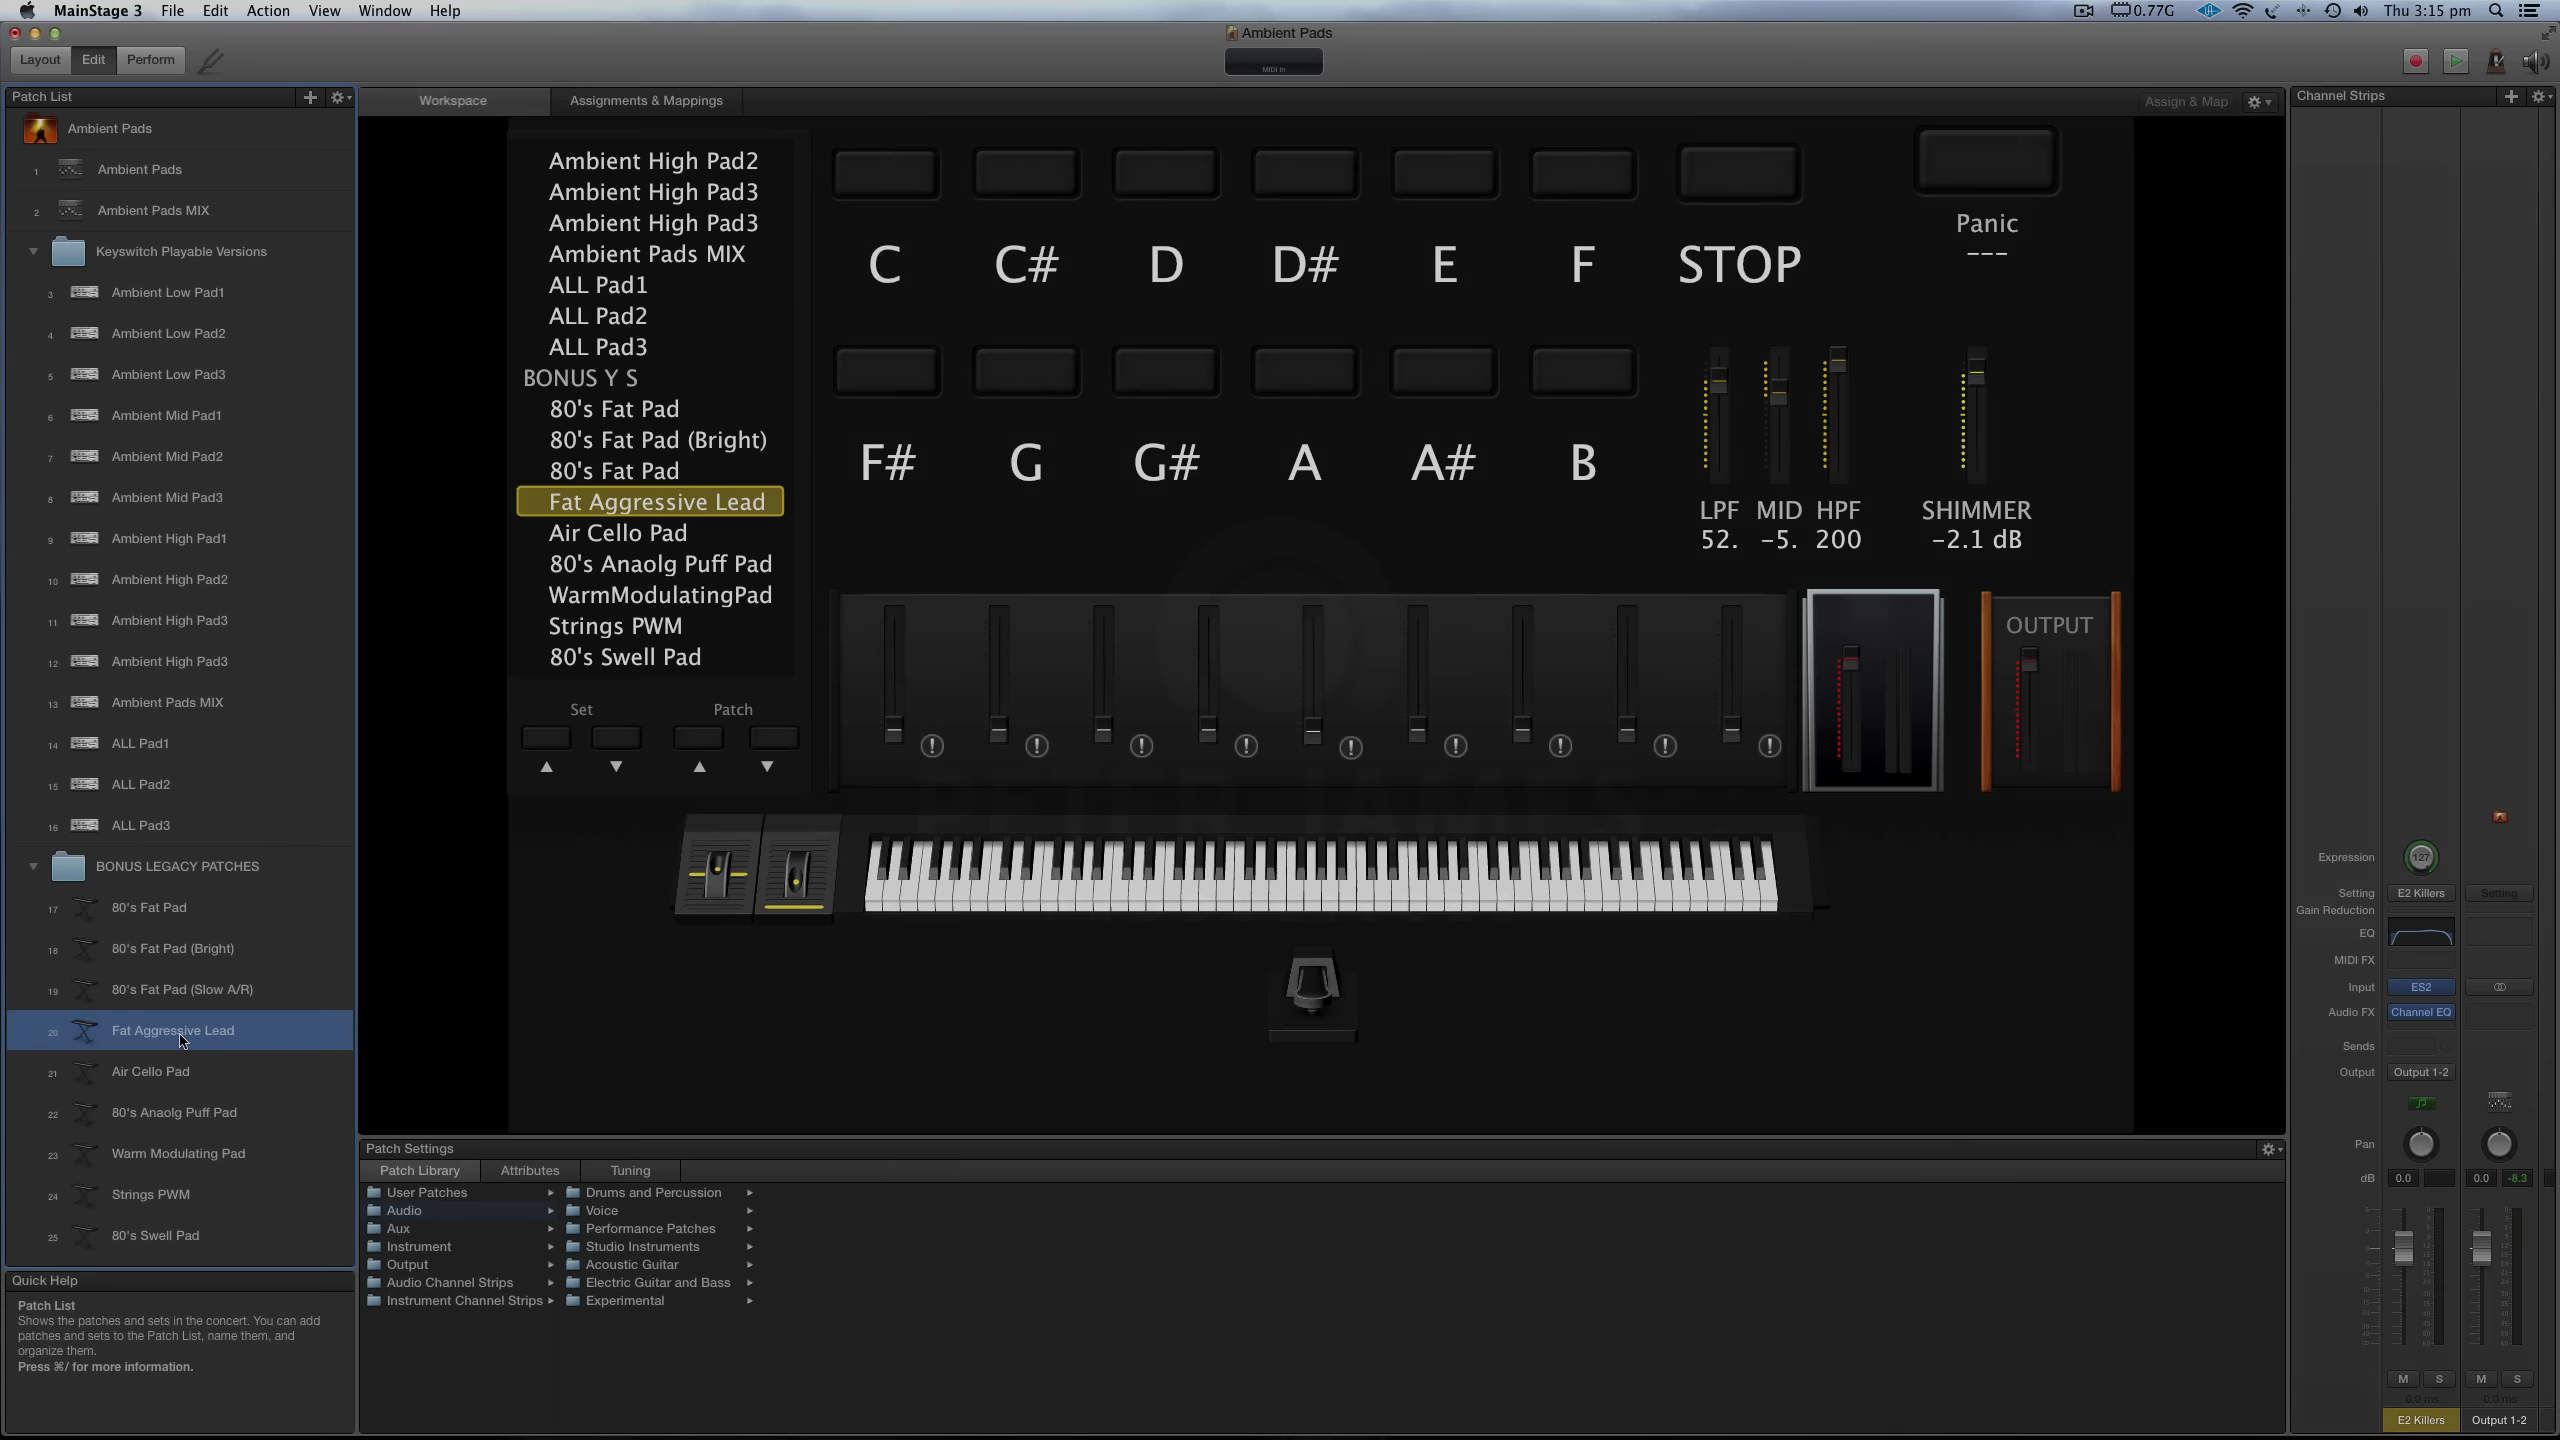 MainStage 3 File Edit Action View Window Help
0.77G Thu 3:15 pm
Ambient Pads
Layout Edit Perform
MIDI In
Patch List
Ambient Pads
1 Ambient Pads
2 Ambient Pads MIX
Keyswitch Playable Versions
3 Ambient Low Pad1
4 Ambient Low Pad2
5 Ambient Low Pad3
6 Ambient Mid Pad1
7 Ambient Mid Pad2
8 Ambient Mid Pad3
9 Ambient High Pad1
10 Ambient High Pad2
11 Ambient High Pad3
12 Ambient High Pad3
13 Ambient Pads MIX
14 ALL Pad1
15 ALL Pad2
16 ALL Pad3
BONUS LEGACY PATCHES
17 80's Fat Pad
18 80's Fat Pad (Bright)
19 80's Fat Pad (Slow A/R)
20 Fat Aggressive Lead
21 Air Cello Pad
22 80's Anaolg Puff Pad
23 Warm Modulating Pad
24 Strings PWM
25 80's Swell Pad
Quick Help
Patch List
Shows the patches and sets in the concert. You can add
patches and sets to the Patch List, name them, and
organize them.
Press ⌘/ for more information.
Workspace Assignments & Mappings Assign & Map
Ambient High Pad2
Ambient High Pad3
Ambient High Pad3
Ambient Pads MIX
ALL Pad1
ALL Pad2
ALL Pad3
BONUS Y S
80's Fat Pad
80's Fat Pad (Bright)
80's Fat Pad
Fat Aggressive Lead
Air Cello Pad
80's Anaolg Puff Pad
WarmModulatingPad
Strings PWM
80's Swell Pad
Set Patch
C C# D D# E F STOP
Panic
---
F# G G# A A# B
LPF MID HPF SHIMMER
52. -5. 200 -2.1 dB
OUTPUT
PETER JAMES
Patch Settings
Patch Library Attributes Tuning
User Patches
Audio
Aux
Instrument
Output
Audio Channel Strips
Instrument Channel Strips
Drums and Percussion
Voice
Performance Patches
Studio Instruments
Acoustic Guitar
Electric Guitar and Bass
Experimental
Channel Strips
Expression 127
Setting E2 Killers Setting
Gain Reduction
EQ
MIDI FX
Input ES2
Audio FX Channel EQ
Sends
Output Output 1-2
Pan
dB 0.0 0.0 -8.3
M S M S
0.0 ms 0.0 ms
E2 Killers Output 1-2